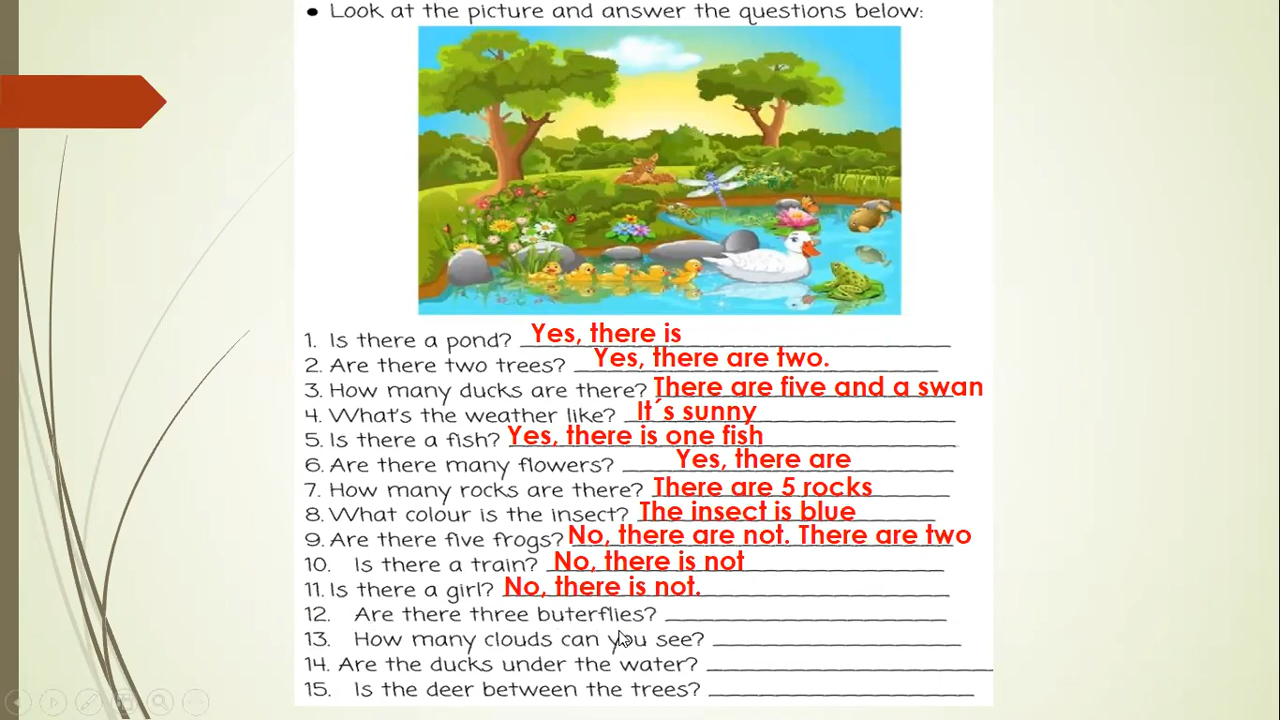 • Look at the picture and answer the questions below:
1. Is there a pond? Yes, there is
2. Are there two trees? Yes, there are two.
3. How many ducks are there? There are five and a swan
4. What's the weather like? It´s sunny
5. Is there a fish? Yes, there is one fish
6. Are there many flowers? Yes, there are
7. How many rocks are there? There are 5 rocks
8. What colour is the insect? The insect is blue
9. Are there five frogs? No, there are not. There are two
10. Is there a train? No, there is not
11. Is there a girl? No, there is not.
12. Are there three buterflies?
13. How many clouds can you see?
14. Are the ducks under the water?
15. Is the deer between the trees?